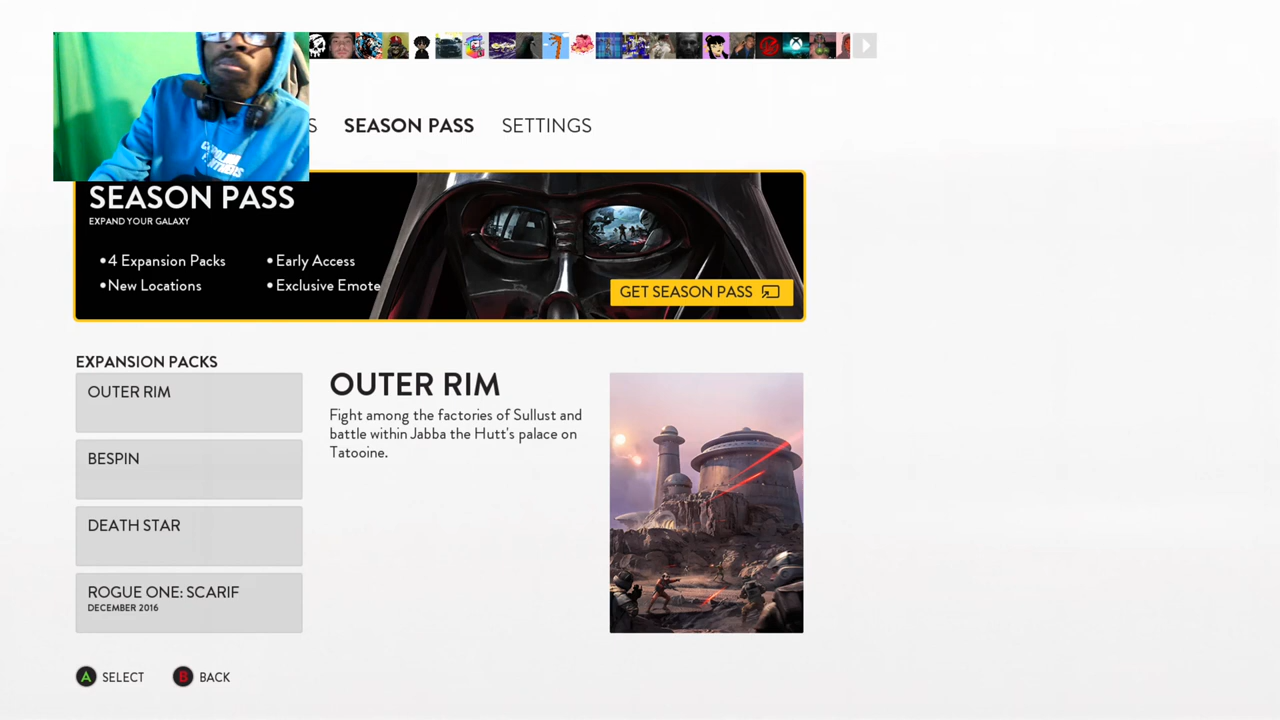 SEASON PASS
SETTINGS
SEASON PASS
EXPAND YOUR GALAXY
•4 Expansion Packs
•Early Access
•New Locations
•Exclusive Emote
GET SEASON PASS
EXPANSION PACKS
OUTER RIM
BESPIN
DEATH STAR
ROGUE ONE: SCARIF
DECEMBER 2016
OUTER RIM
Fight among the factories of Sullust and
battle within Jabba the Hutt's palace on
Tatooine.
A SELECT
B BACK